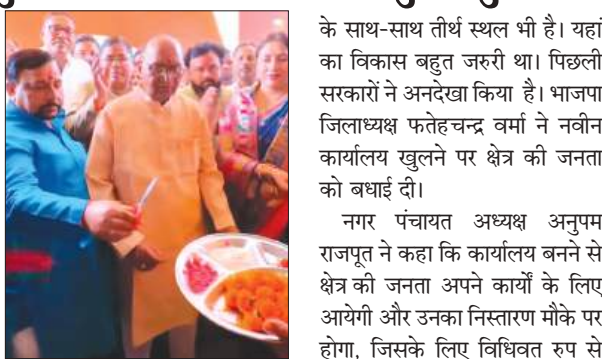 के साथ-साथ तीर्थ स्थल भी है। यहां
का विकास बहुत जरुरी था। पिछली
सरकारों ने अनदेखा किया है। भाजपा
जिलाध्यक्ष फतेहचन्द्र वर्मा ने नवीन
कार्यालय खुलने पर क्षेत्र की जनता
को बधाई दी।
नगर पंचायत अध्यक्ष अनुपम
राजपूत ने कहा कि कार्यालय बनने से
क्षेत्र की जनता अपने कार्यों के लिए
आयेगी और उनका निस्तारण मौके पर
होगा, जिसके लिए विधिवत रुप से